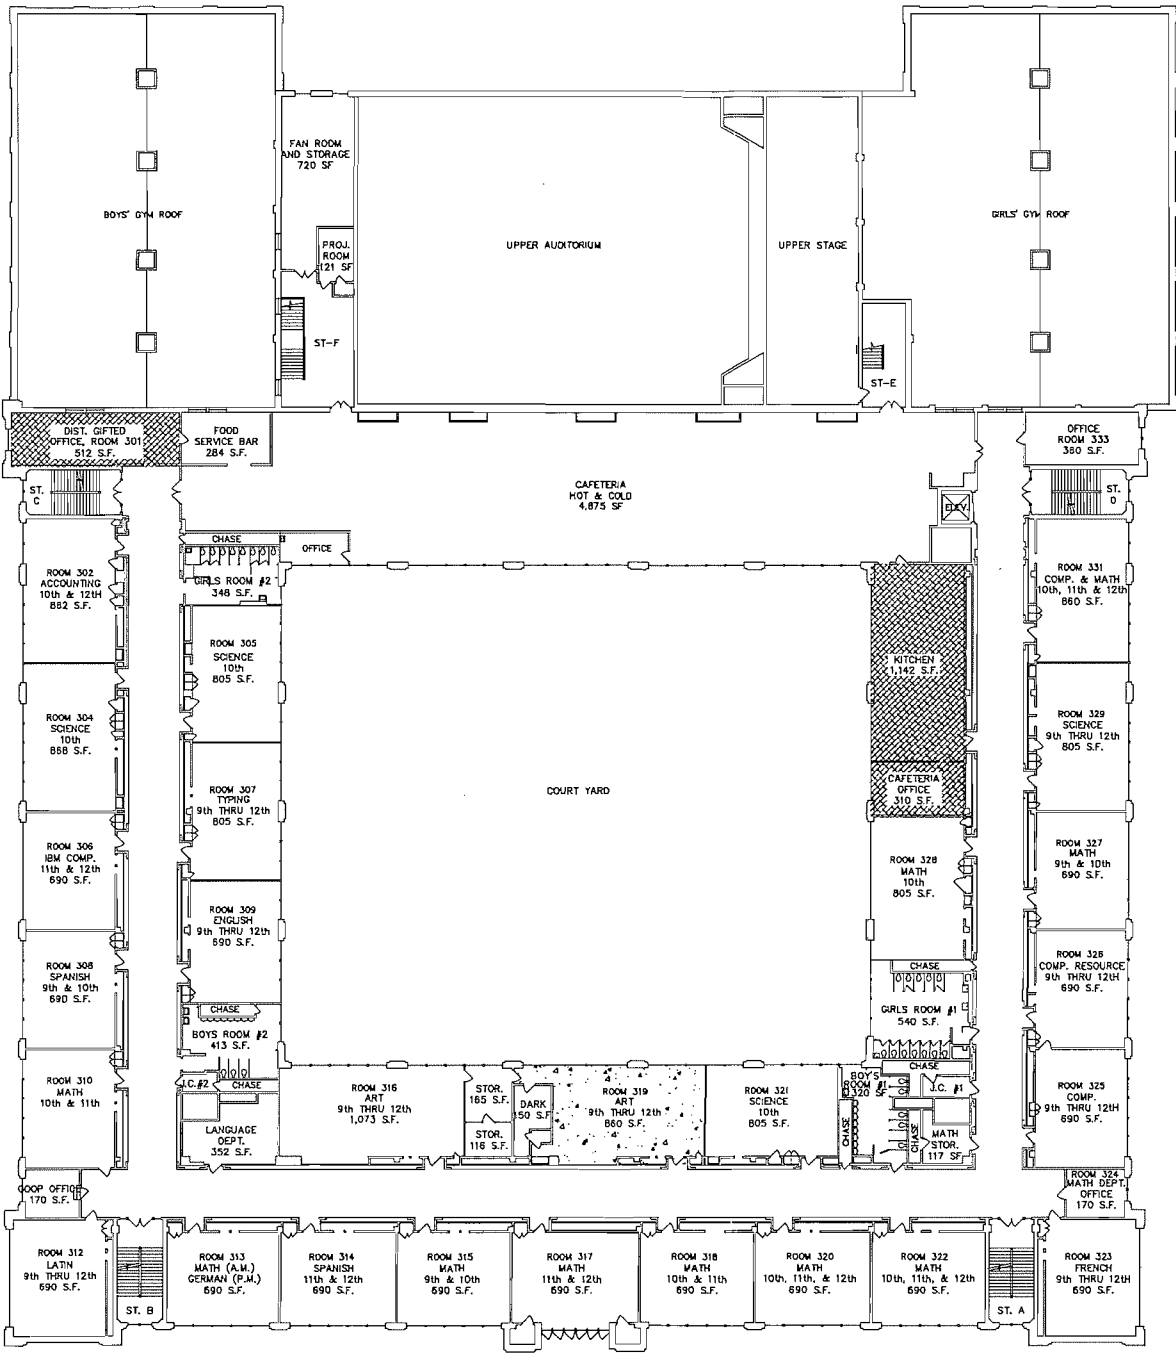 FAN ROOM
AND STORAGE
720 SF
BOYS' GYM ROOF
PROJ.
ROOM
121 SF
UPPER AUDITORIUM
UPPER STAGE
GIRLS' GYM ROOF
ST-F
ST-E
DIST. GIFTED
OFFICE, ROOM 301
512 S.F.
FOOD
SERVICE BAR
284 S.F.
OFFICE
ROOM 333
360 S.F.
ST.
C
CAFETERIA
HOT & COLD
4,875 SF
ELEV.
ST.
D
CHASE
OFFICE
ROOM 302
ACCOUNTING
10th & 12th
862 S.F.
GIRLS ROOM #2
348 S.F.
ROOM 331
COMP. & MATH
10th, 11th & 12th
860 S.F.
ROOM 305
SCIENCE
10th
805 S.F.
KITCHEN
1,142 S.F.
ROOM 304
SCIENCE
10th
868 S.F.
ROOM 329
SCIENCE
9th THRU 12th
805 S.F.
ROOM 307
TYPING
9th THRU 12th
805 S.F.
COURT YARD
CAFETERIA
OFFICE
310 S.F.
ROOM 306
IBM COMP.
11th & 12th
690 S.F.
ROOM 328
MATH
10th
805 S.F.
ROOM 327
MATH
9th & 10th
690 S.F.
ROOM 309
ENGLISH
9th THRU 12th
690 S.F.
ROOM 308
SPANISH
9th & 10th
690 S.F.
CHASE
ROOM 326
COMP. RESOURCE
9th THRU 12th
690 S.F.
CHASE
BOYS ROOM #2
413 S.F.
GIRLS ROOM #1
540 S.F.
CHASE
ROOM 310
MATH
10th & 11th
J.C. #2
CHASE
ROOM 316
ART
9th THRU 12th
1,073 S.F.
STOR.
165 S.F.
DARK
50 S.F.
ROOM 319
ART
9th THRU 12th
860 S.F.
ROOM 321
SCIENCE
10th
805 S.F.
BOY'S
ROOM #1
320 SF
J.C. #1
ROOM 325
COMP.
9th THRU 12th
690 S.F.
LANGUAGE
DEPT.
352 S.F.
STOR.
116 S.F.
CHASE
CHASE
MATH
STOR.
117 SF
COOP OFFICE
170 S.F.
ROOM 324
MATH DEPT.
OFFICE
170 S.F.
ROOM 312
LATIN
9th THRU 12th
690 S.F.
ST. B
ROOM 313
MATH (A.M.)
GERMAN (P.M.)
690 S.F.
ROOM 314
SPANISH
11th & 12th
690 S.F.
ROOM 315
MATH
9th & 10th
690 S.F.
ROOM 317
MATH
11th & 12th
690 S.F.
ROOM 318
MATH
10th & 11th
690 S.F.
ROOM 320
MATH
10th, 11th, & 12th
690 S.F.
ROOM 322
MATH
10th, 11th, & 12th
690 S.F.
ST. A
ROOM 323
FRENCH
9th THRU 12th
690 S.F.